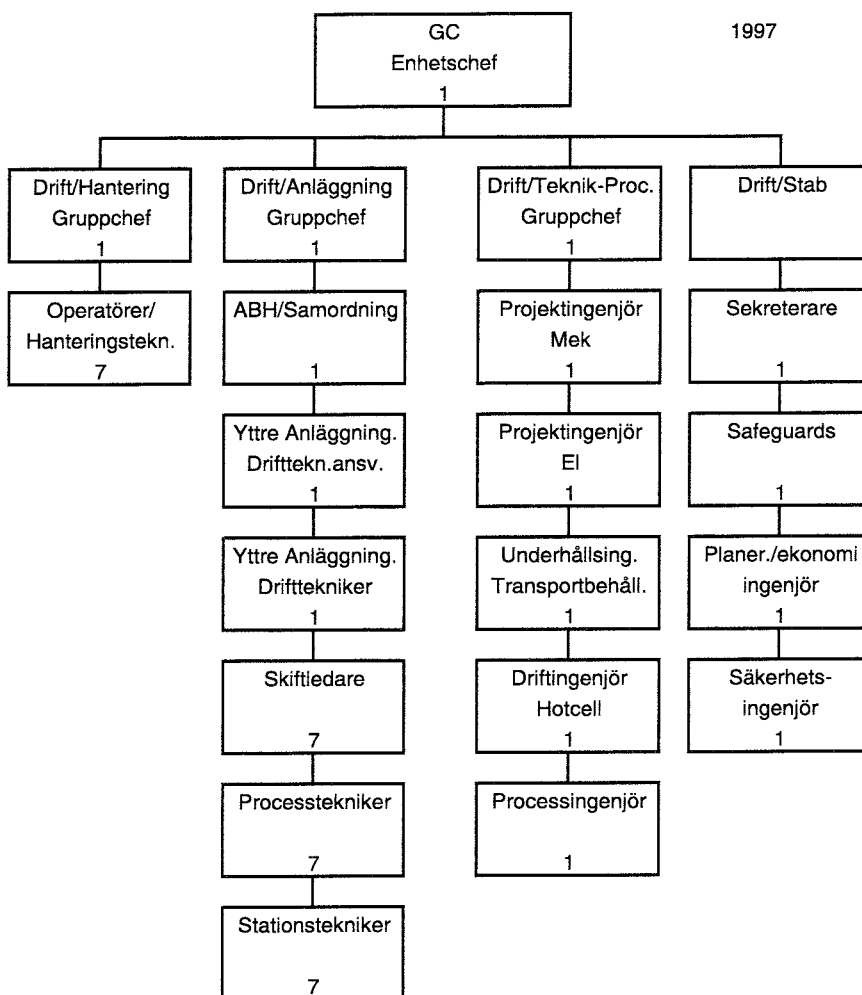 GC
Enhetschef
1
1997
Drift/Hantering
Gruppchef
1
Operatörer/
Hanteringstekn.
7
Drift/Anläggning
Gruppchef
1
ABH/Samordning
1
Yttre Anläggning.
Drifttekn.ansv.
1
Yttre Anläggning.
Drifttekniker
1
Skiftledare
7
Processtekniker
7
Stationstekniker
7
Drift/Teknik-Proc.
Gruppchef
1
Projektingenjör
Mek
1
Projektingenjör
El
1
Underhållsing.
Transportbehåll.
1
Driftingenjör
Hotcell
1
Processingenjör
1
Drift/Stab
Sekreterare
1
Safeguards
1
Planer./ekonomi
ingenjör
1
Säkerhets-
ingenjör
1